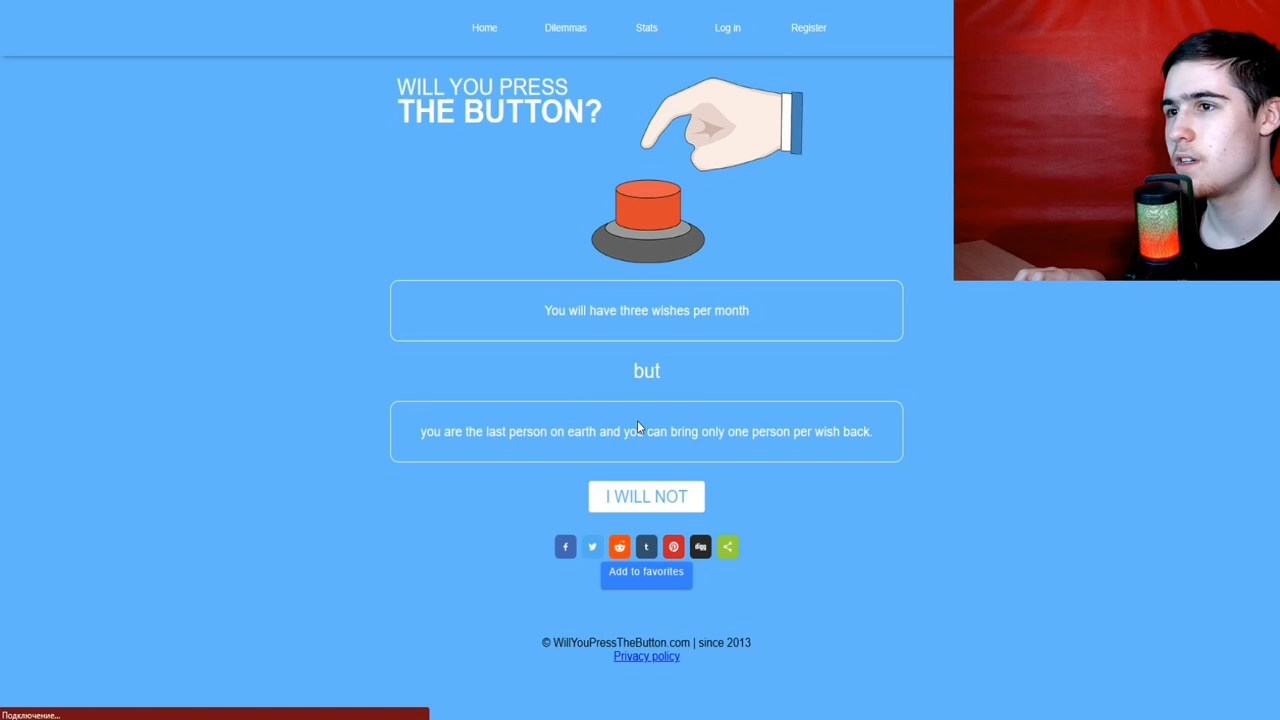 Home Dilemmas Stats Log in Register
WILL YOU PRESS
THE BUTTON?
You will have three wishes per month
but
you are the last person on earth and you can bring only one person per wish back.
I WILL NOT
f t digg
Add to favorites
© WillYouPressTheButton.com | since 2013
Privacy policy
Подключение...